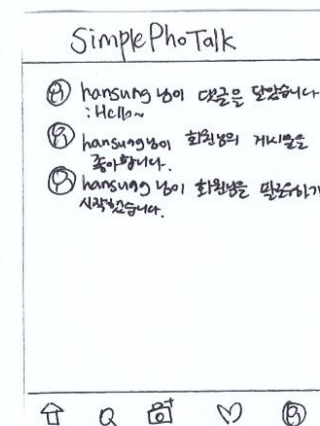 SimplePhoTalk
hansung님이 댓글을 달았습니다
: Hello~
hansung님이 회원님의 게시물을
좋아합니다.
hansung님이 회원님을 팔로우하기
시작했습니다.